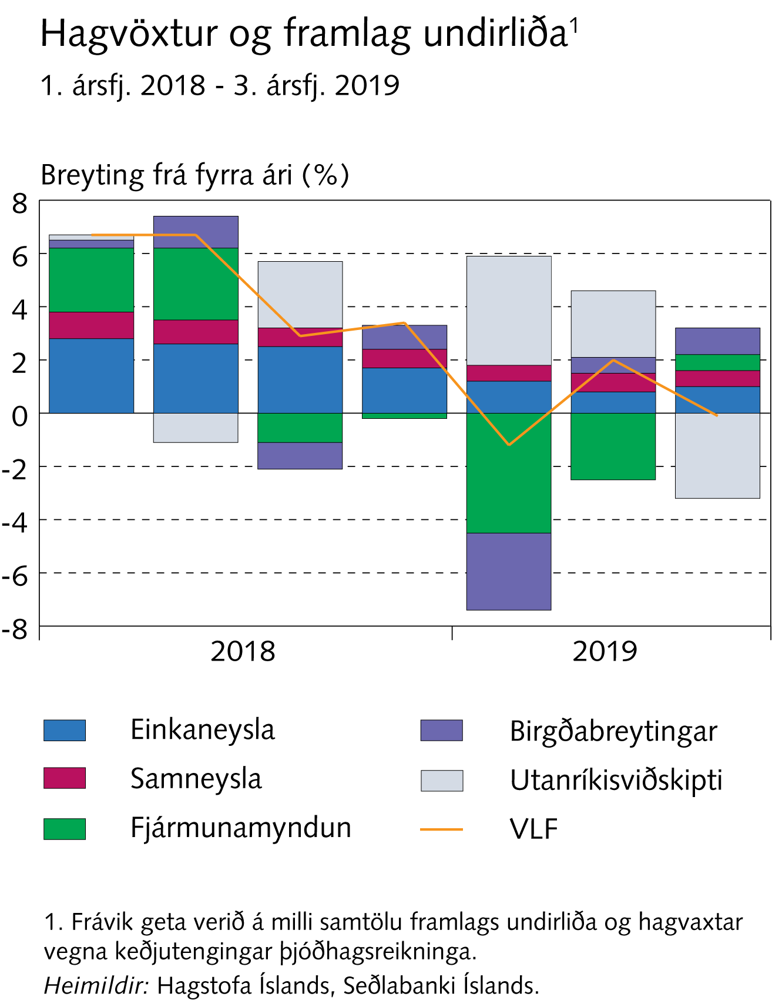 Hagvöxtur og framlag undirliða¹
1. ársfj. 2018 - 3. ársfj. 2019
Breyting frá fyrra ári (%)
8
6
4
2
0
-2
-4
-6
-8
2018 2019
Einkaneysla
Samneysla
Fjármunamyndun
Birgðabreytingar
Utanríkisviðskipti
VLF
1. Frávik geta verið á milli samtölu framlags undirliða og hagvaxtar
vegna keðjutengingar þjóðhagsreikninga.
Heimildir: Hagstofa Íslands, Seðlabanki Íslands.